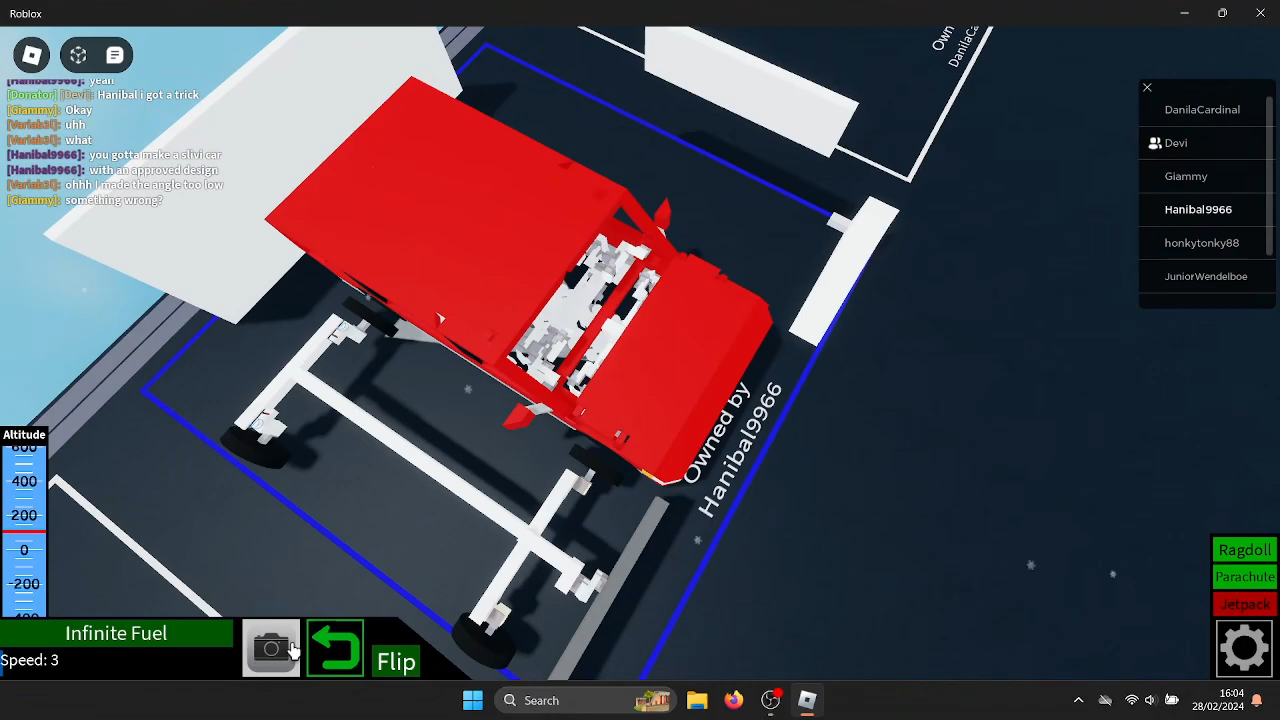 Roblox
[Hanibal9966]: yeah
[Donator] [Devi]: Hanibal i got a trick
[Giammy]: Okay
[Variab3l]: uhh
[Variab3l]: what
[Hanibal9966]: you gotta make a slivi car
[Hanibal9966]: with an approved design
[Variab3l]: ohhh I made the angle too low
[Giammy]: something wrong?
DanilaCardinal
Devi
Giammy
Hanibal9966
honkytonky88
JuniorWendelboe
Owned by
Hanibal9966
Altitude
600
400
200
0
-200
Infinite Fuel
Speed: 3
Flip
Ragdoll
Parachute
Jetpack
Search
16:04
28/02/2024